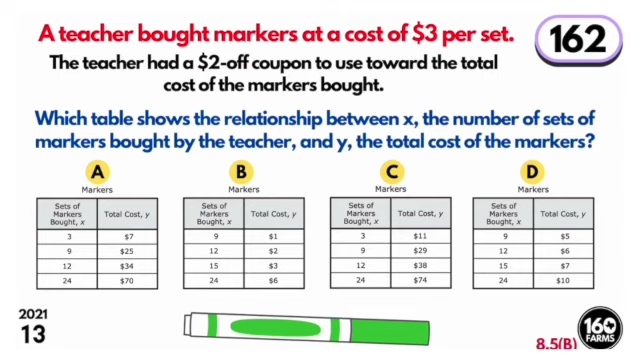 A teacher bought markers at a cost of $3 per set.
162
The teacher had a $2-off coupon to use toward the total
cost of the markers bought.
Which table shows the relationship between x, the number of sets of
markers bought by the teacher, and y, the total cost of the markers?
A
Markers
Sets of Markers Bought, x Total Cost, y
3 $7
9 $25
12 $34
24 $70
B
Markers
Sets of Markers Bought, x Total Cost, y
9 $1
12 $2
15 $3
24 $6
C
Markers
Sets of Markers Bought, x Total Cost, y
3 $11
9 $29
12 $38
24 $74
D
Markers
Sets of Markers Bought, x Total Cost, y
9 $5
12 $6
15 $7
24 $10
2021
13
8.5(B)
160
FARMS